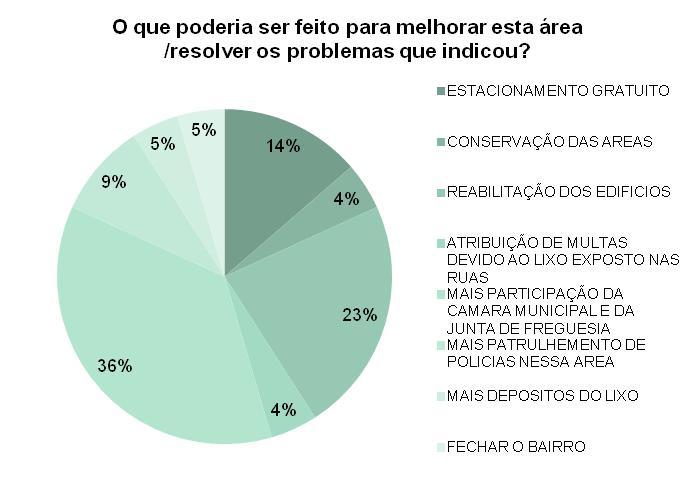 O que poderia ser feito para melhorar esta área
/resolver os problemas que indicou?
14%
4%
23%
4%
36%
9%
5%
5%
ESTACIONAMENTO GRATUITO
CONSERVAÇÃO DAS AREAS
REABILITAÇÃO DOS EDIFICIOS
ATRIBUIÇÃO DE MULTAS
DEVIDO AO LIXO EXPOSTO NAS
RUAS
MAIS PARTICIPAÇÃO DA
CAMARA MUNICIPAL E DA
JUNTA DE FREGUESIA
MAIS PATRULHEMENTO DE
POLICIAS NESSA AREA
MAIS DEPOSITOS DO LIXO
FECHAR O BAIRRO